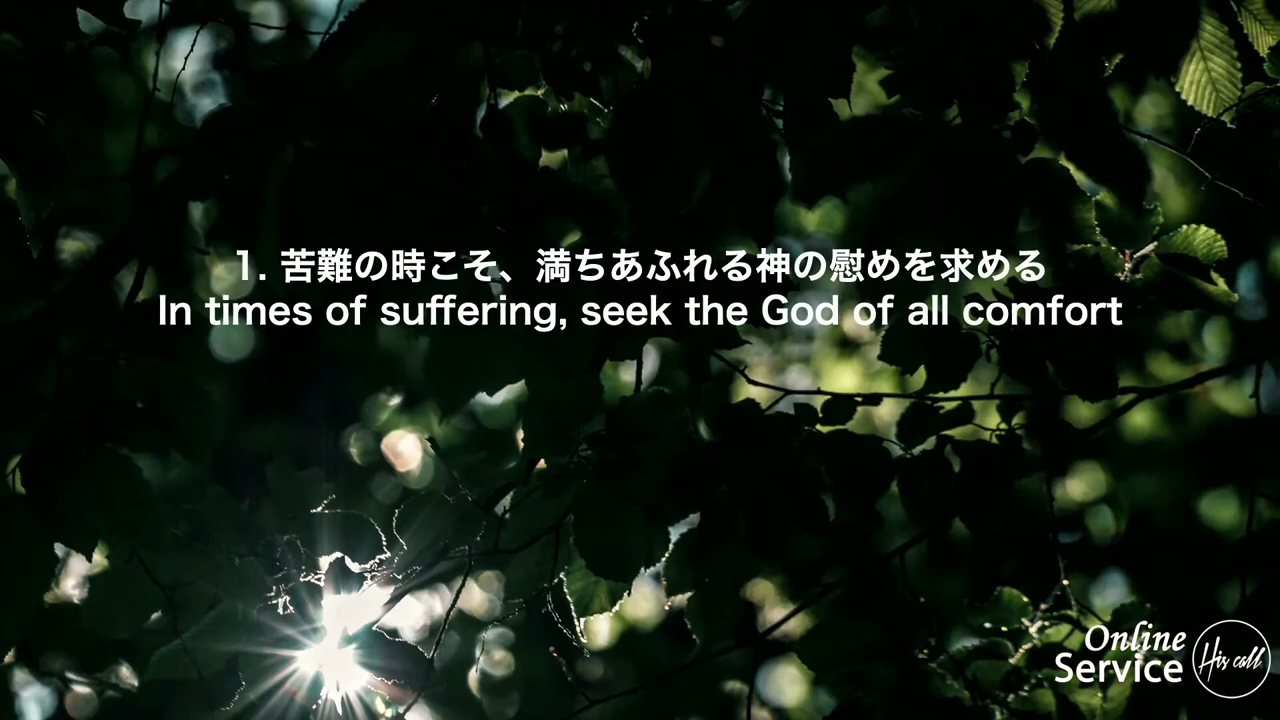 1. 苦難の時こそ、満ちあふれる神の慰めを求める
In times of suffering, seek the God of all comfort
Online
Service
His call